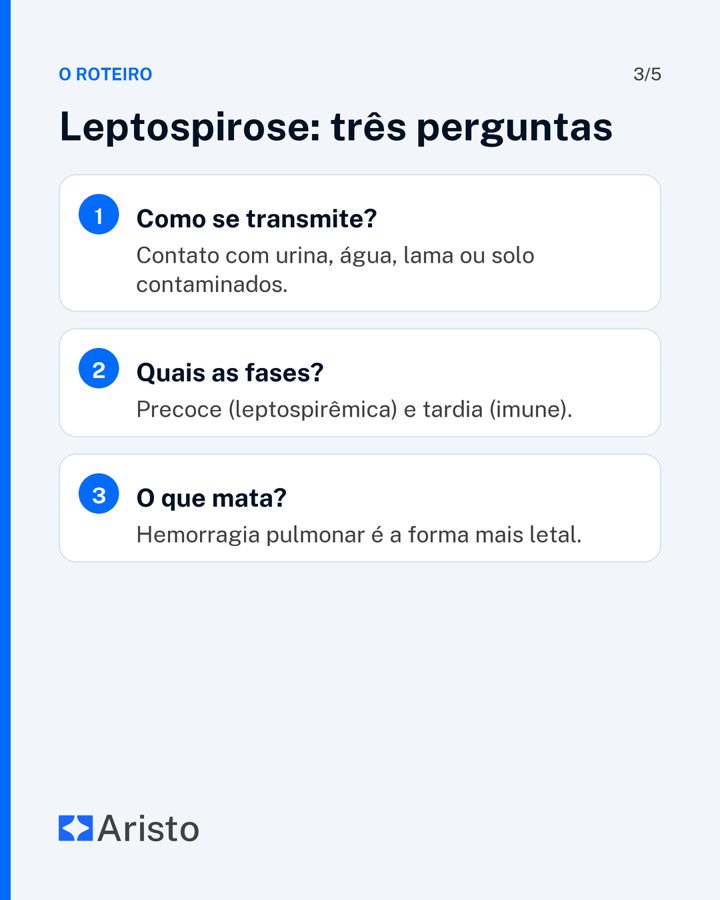 O ROTEIRO
3/5
Leptospirose: três perguntas
1
Como se transmite?
Contato com urina, água, lama ou solo
contaminados.
2
Quais as fases?
Precoce (leptospirêmica) e tardia (imune).
3
O que mata?
Hemorragia pulmonar é a forma mais letal.
Aristo